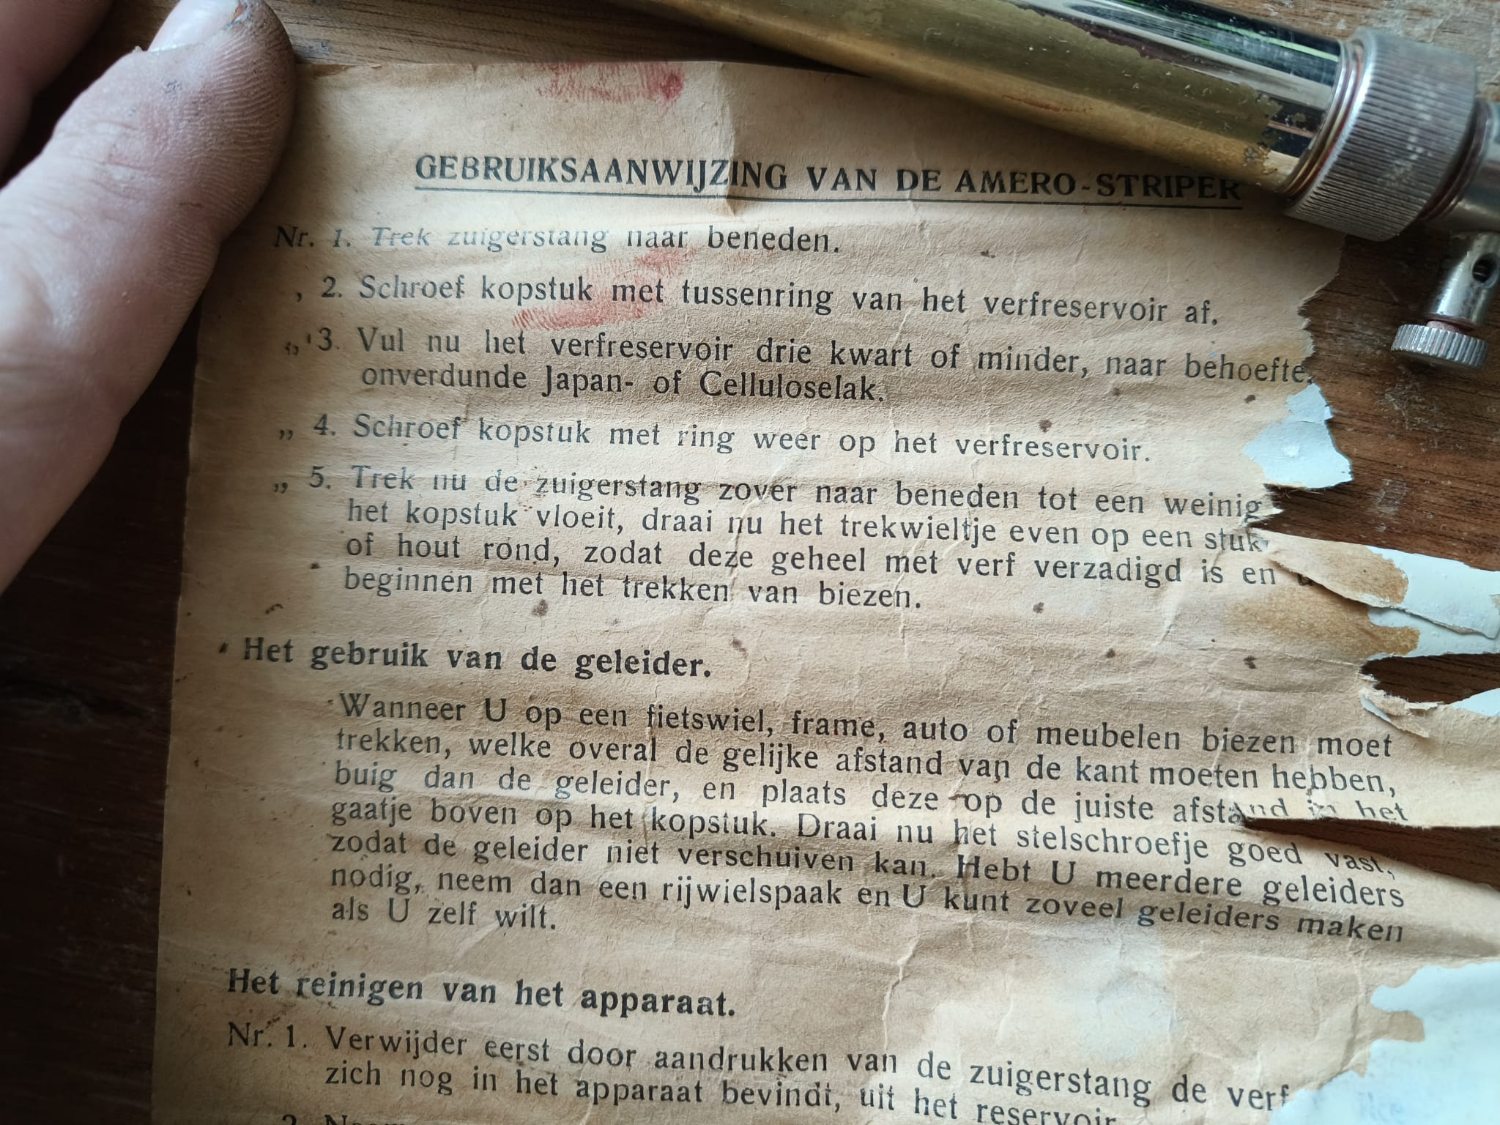 GEBRUIKSAANWIJZING VAN DE AMERO-STRIPER
Nr. 1. Trek zuigerstang naar beneden.
, 2. Schroef kopstuk met tussenring van het verfreservoir af.
„ 3. Vul nu het verfreservoir drie kwart of minder, naar behoefte,
onverdunde Japan- of Celluloselak.
„ 4. Schroef kopstuk met ring weer op het verfreservoir.
„ 5. Trek nu de zuigerstang zover naar beneden tot een weinig
het kopstuk vloeit, draai nu het trekwieltje even op een stuk
of hout rond, zodat deze geheel met verf verzadigd is en
beginnen met het trekken van biezen.
Het gebruik van de geleider.
Wanneer U op een fietswiel, frame, auto of meubelen biezen moet
trekken, welke overal de gelijke afstand van de kant moeten hebben,
buig dan de geleider, en plaats deze op de juiste afstand in het
gaatje boven op het kopstuk. Draai nu het stelschroefje goed vast,
zodat de geleider niet verschuiven kan. Hebt U meerdere geleiders
nodig, neem dan een rijwielspaak en U kunt zoveel geleiders maken
als U zelf wilt.
Het reinigen van het apparaat.
Nr. 1. Verwijder eerst door aandrukken van de zuigerstang de verf
zich nog in het apparaat bevindt, uit het reservoir